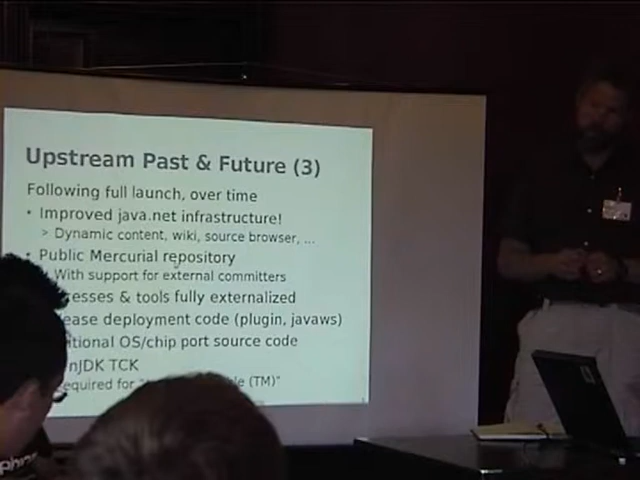 Upstream Past & Future (3)
Following full launch, over time
• Improved java.net infrastructure!
> Dynamic content, wiki, source browser, ...
• Public Mercurial repository
With support for external committers
esses & tools fully externalized
ease deployment code (plugin, javaws)
tional OS/chip port source code
nJDK TCK
equired for le (TM)"